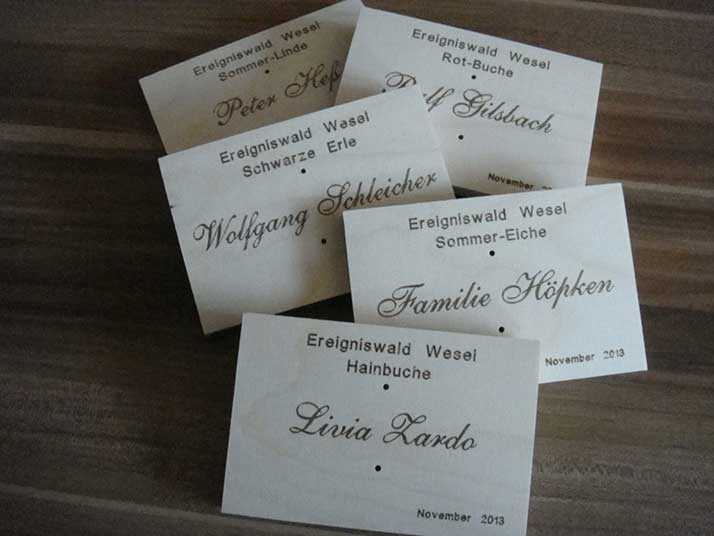 Ereigniswald Wesel
Sommer-Linde
Peter
Ereigniswald Wesel
Rot-Buche
Gilsbach
November
Ereigniswald Wesel
Schwarze Erle
Wolfgang Schleicher
Ereigniswald Wesel
Sommer-Eiche
Familie Höpken
November 2013
Ereigniswald Wesel
Hainbuche
Livia Zardo
November 2013